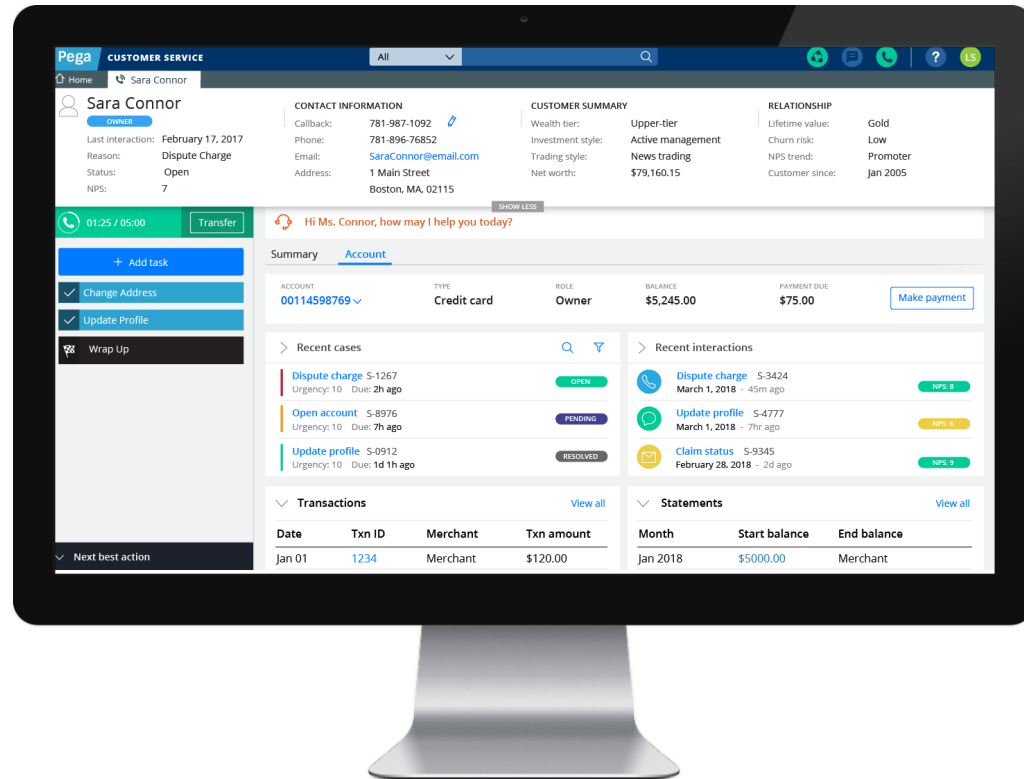 Pega CUSTOMER SERVICE All ? LS
Home Sara Connor
Sara Connor
OWNER
Last interaction: February 17, 2017
Reason: Dispute Charge
Status: Open
NPS: 7
CONTACT INFORMATION
Callback: 781-987-1092
Phone: 781-896-76852
Email: SaraConnor@email.com
Address: 1 Main Street
Boston, MA, 02115
CUSTOMER SUMMARY
Wealth tier: Upper-tier
Investment style: Active management
Trading style: News trading
Net worth: $79,160.15
RELATIONSHIP
Lifetime value: Gold
Churn risk: Low
NPS trend: Promoter
Customer since: Jan 2005
SHOW LESS
01:25 / 05:00 Transfer
+ Add task
Change Address
Update Profile
Wrap Up
Next best action
Hi Ms. Connor, how may I help you today?
Summary Account
ACCOUNT TYPE ROLE BALANCE PAYMENT DUE
00114598769 Credit card Owner $5,245.00 $75.00 Make payment
Recent cases
Dispute charge S-1267 OPEN
Urgency: 10 Due: 2h ago
Open account S-8976 PENDING
Urgency: 10 Due: 7h ago
Update profile S-0912 RESOLVED
Urgency: 10 Due: 1d 1h ago
Recent interactions
Dispute charge S-3424
March 1, 2018 - 45m ago NPS: 8
Update profile S-4777
March 1, 2018 - 7hr ago NPS: 6
Claim status S-9345
February 28, 2018 - 2d ago NPS: 9
Transactions View all
Date Txn ID Merchant Txn amount
Jan 01 1234 Merchant $120.00
Statements View all
Month Start balance End balance
Jan 2018 $5000.00 Merchant